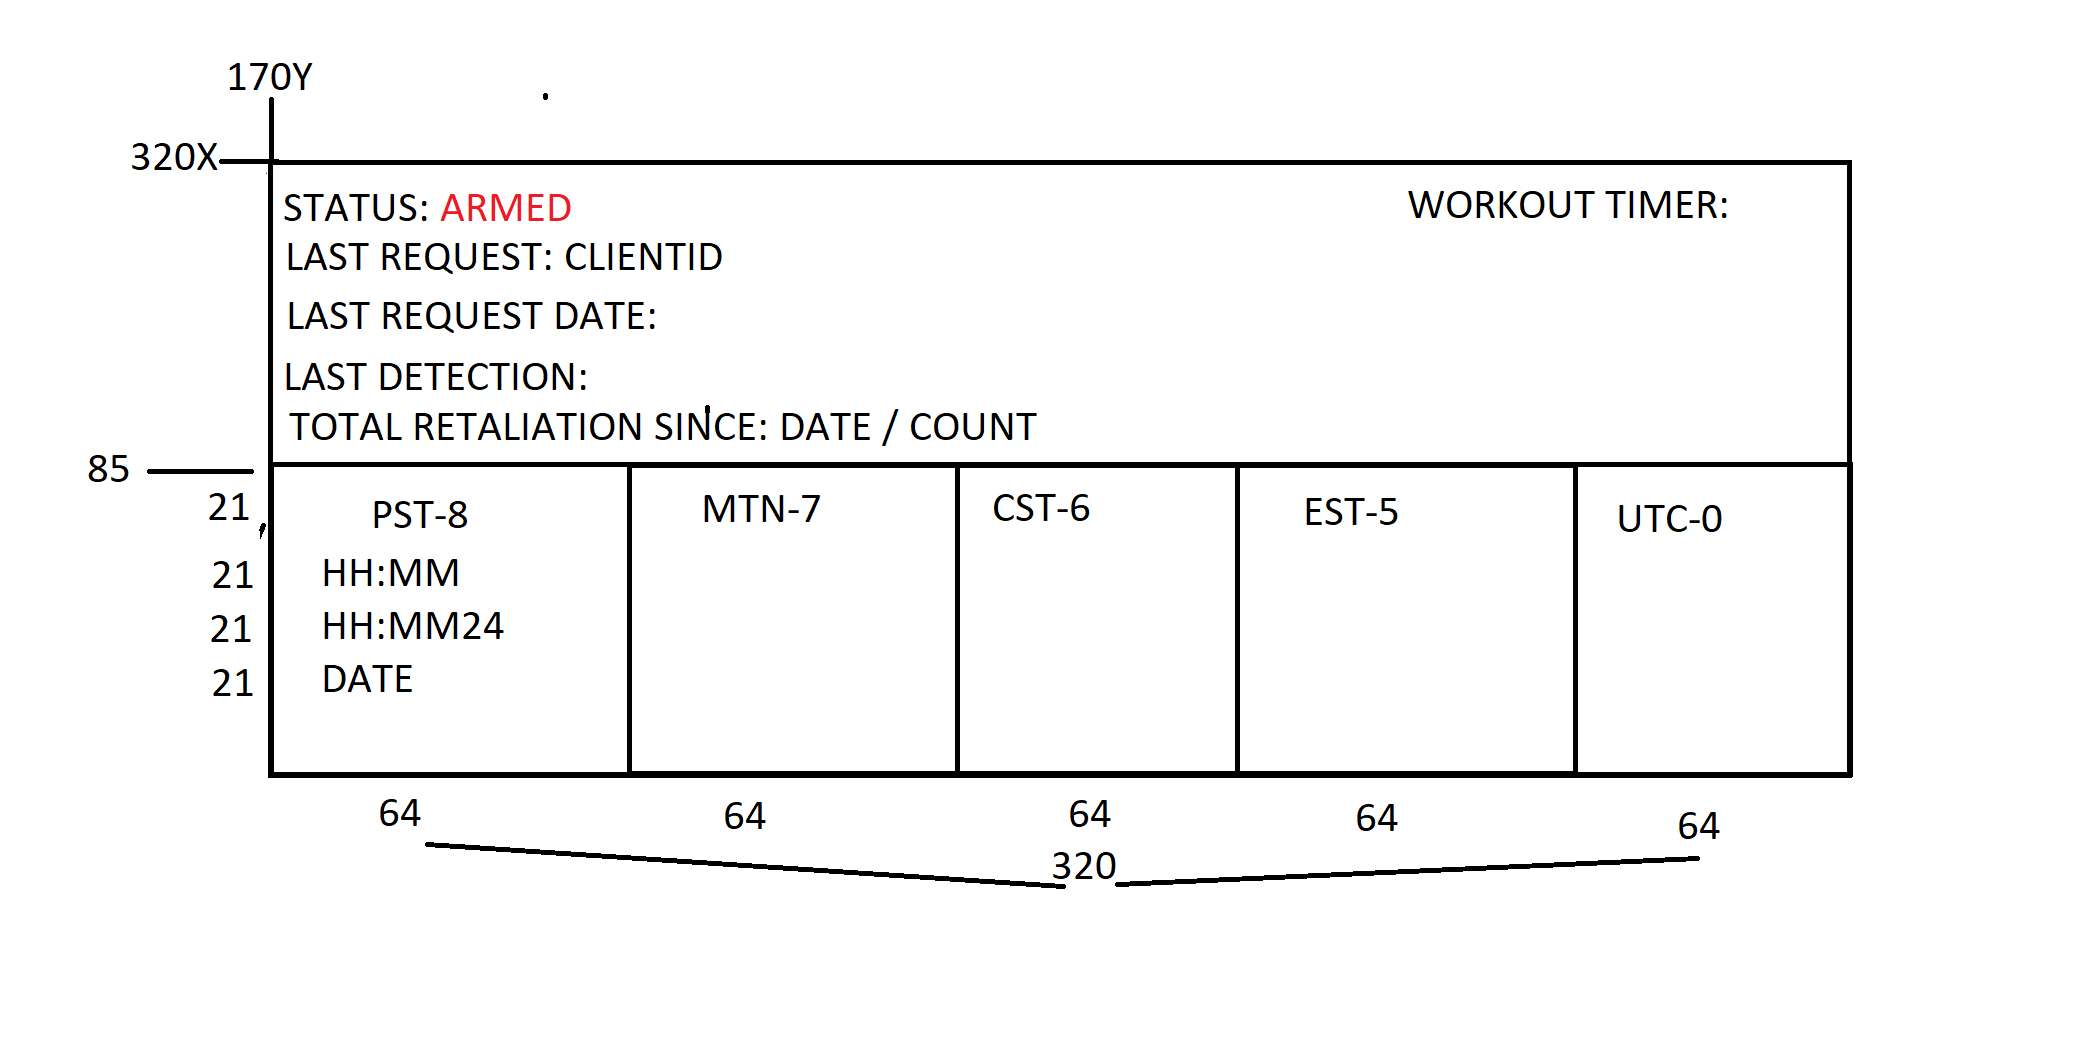 170Y
320X
STATUS: ARMED
WORKOUT TIMER:
LAST REQUEST: CLIENTID
LAST REQUEST DATE:
LAST DETECTION:
TOTAL RETALIATION SINCE: DATE / COUNT
85
21
PST-8
MTN-7
CST-6
EST-5
UTC-0
21
HH:MM
21
HH:MM24
21
DATE
64
64
64
64
64
320